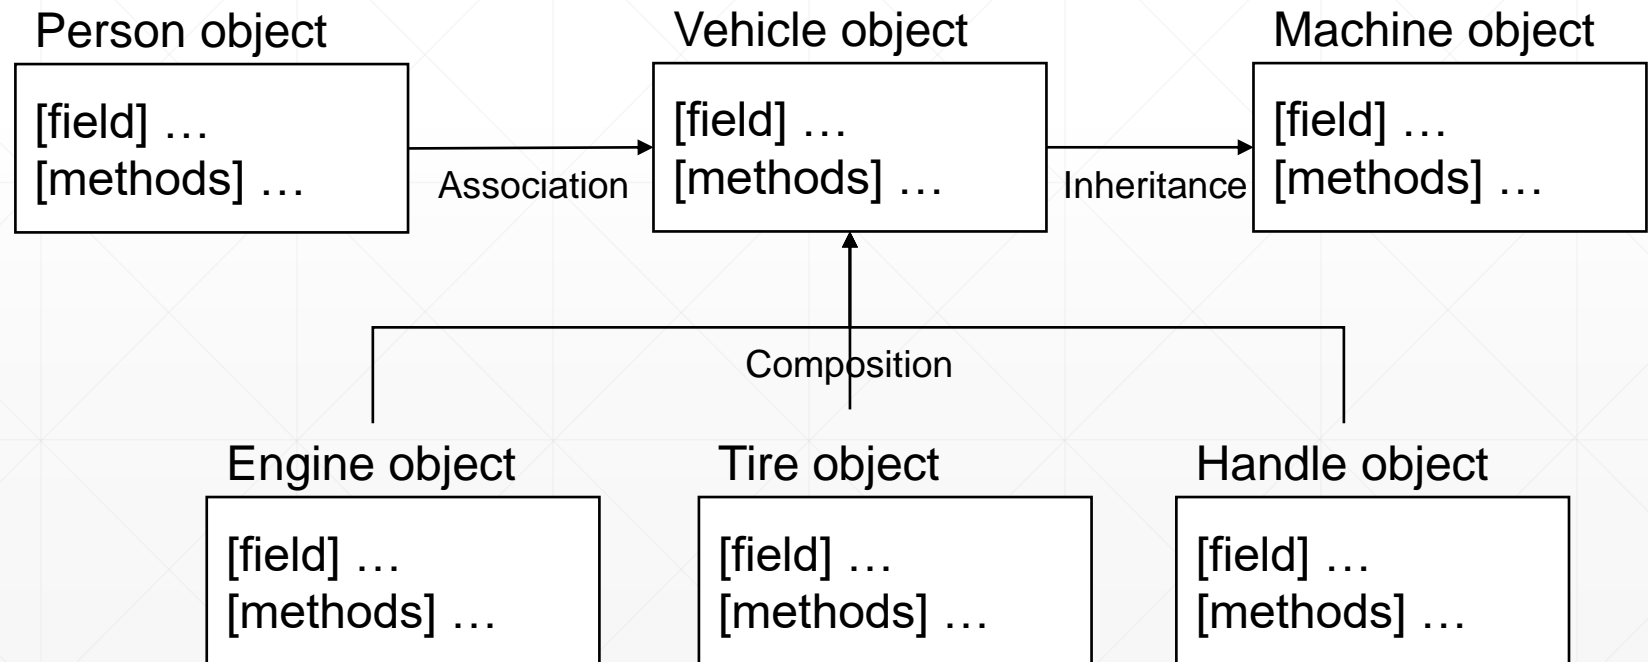 Person object
Vehicle object
Machine object
[field] …
[methods] …
Association
[field] …
[methods] …
Inheritance
[field] …
[methods] …
Composition
Engine object
Tire object
Handle object
[field] …
[methods] …
[field] …
[methods] …
[field] …
[methods] …